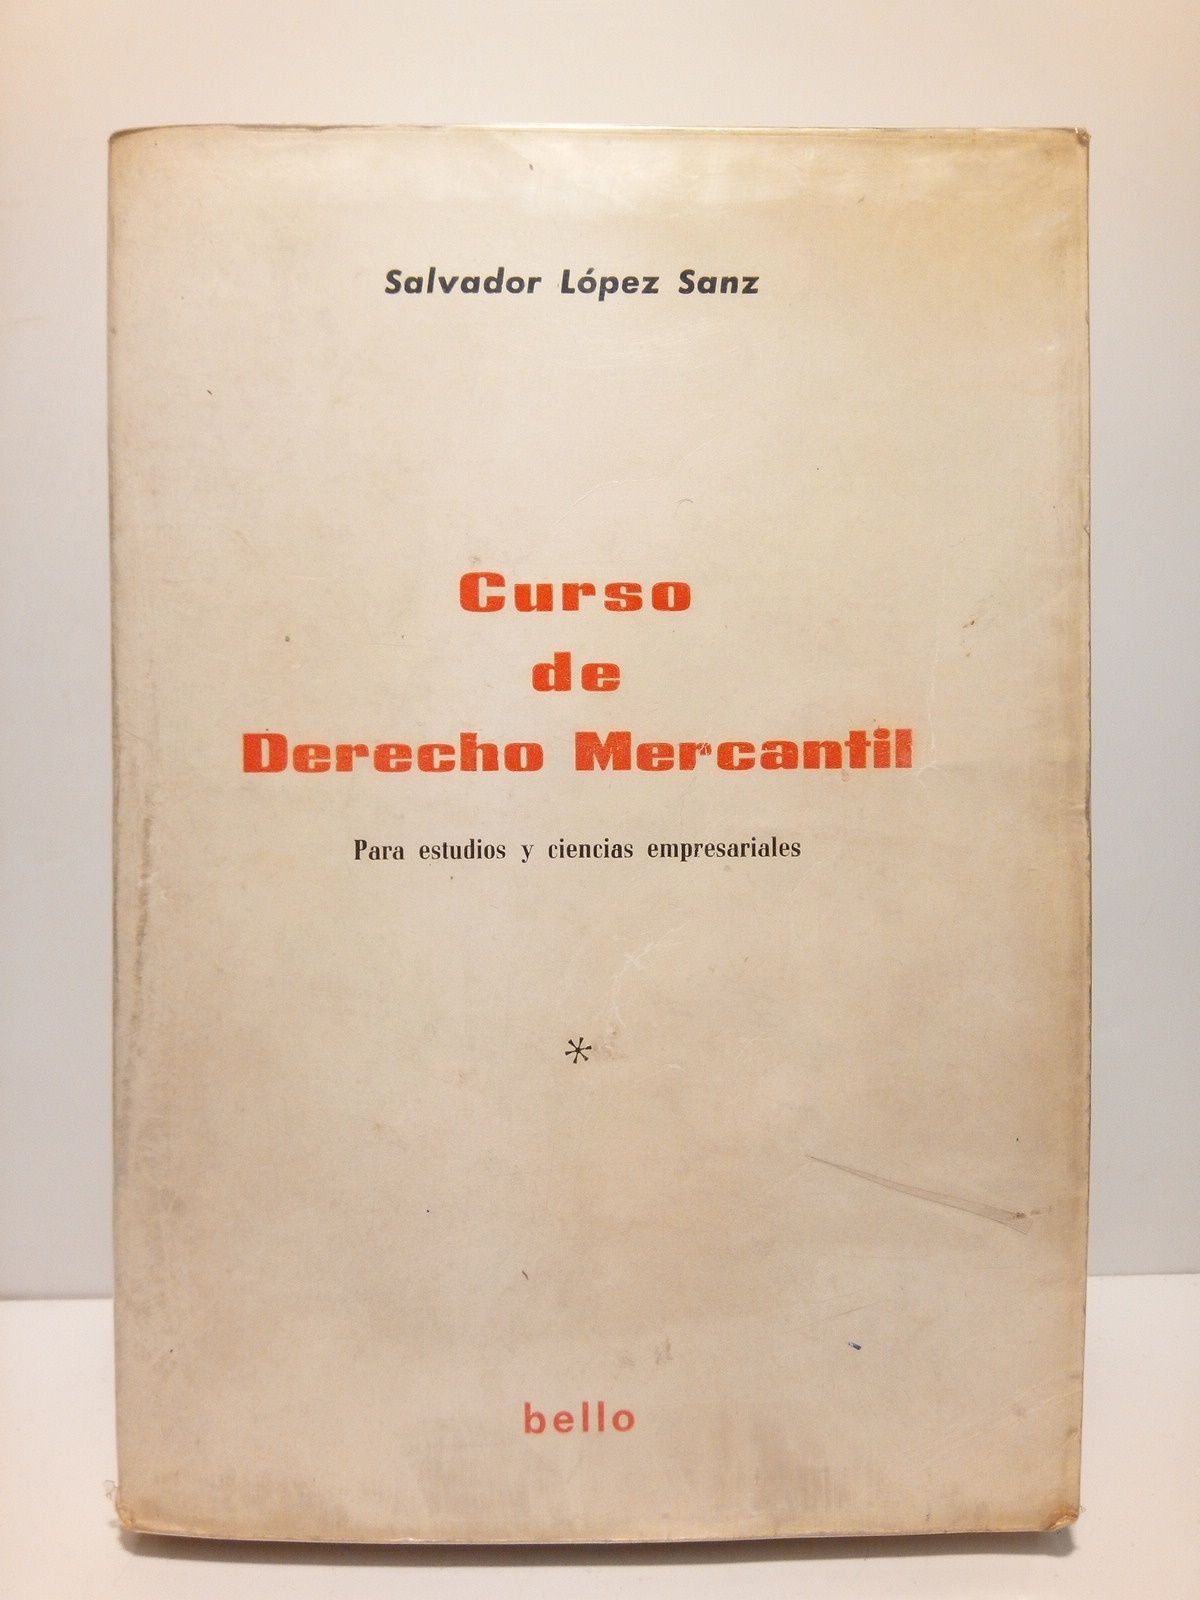 Salvador López Sanz
Curso
de
Derecho Mercantil
Para estudios y ciencias empresariales
*
bello